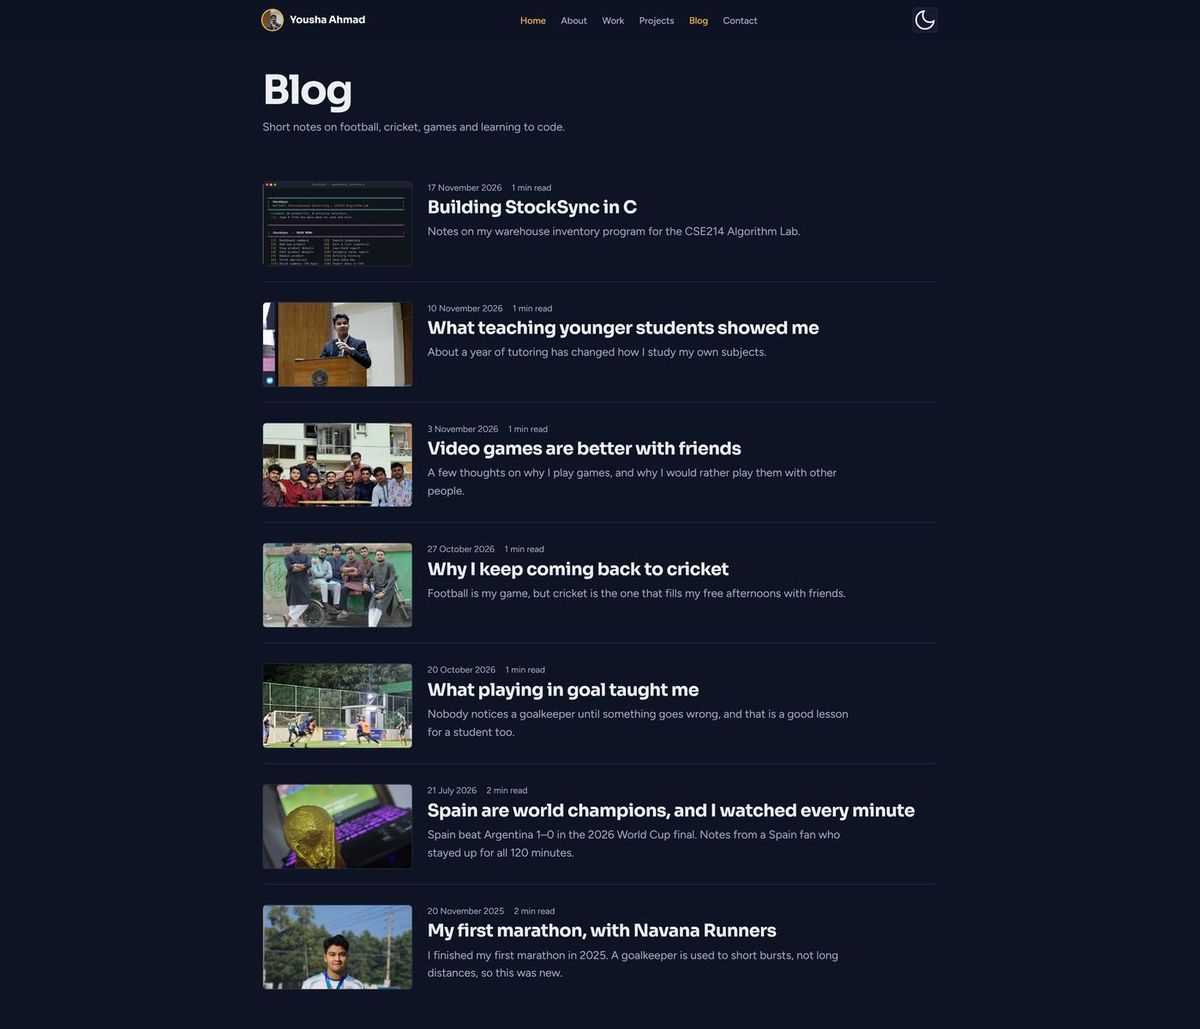 Yousha Ahmad
Home About Work Projects Blog Contact
Blog
Short notes on football, cricket, games and learning to code.
17 November 2026 1 min read
Building StockSync in C
Notes on my warehouse inventory program for the CSE214 Algorithm Lab.
10 November 2026 1 min read
What teaching younger students showed me
About a year of tutoring has changed how I study my own subjects.
3 November 2026 1 min read
Video games are better with friends
A few thoughts on why I play games, and why I would rather play them with other
people.
27 October 2026 1 min read
Why I keep coming back to cricket
Football is my game, but cricket is the one that fills my free afternoons with friends.
20 October 2026 1 min read
What playing in goal taught me
Nobody notices a goalkeeper until something goes wrong, and that is a good lesson
for a student too.
21 July 2026 2 min read
Spain are world champions, and I watched every minute
Spain beat Argentina 1–0 in the 2026 World Cup final. Notes from a Spain fan who
stayed up for all 120 minutes.
20 November 2025 2 min read
My first marathon, with Navana Runners
I finished my first marathon in 2025. A goalkeeper is used to short bursts, not long
distances, so this was new.